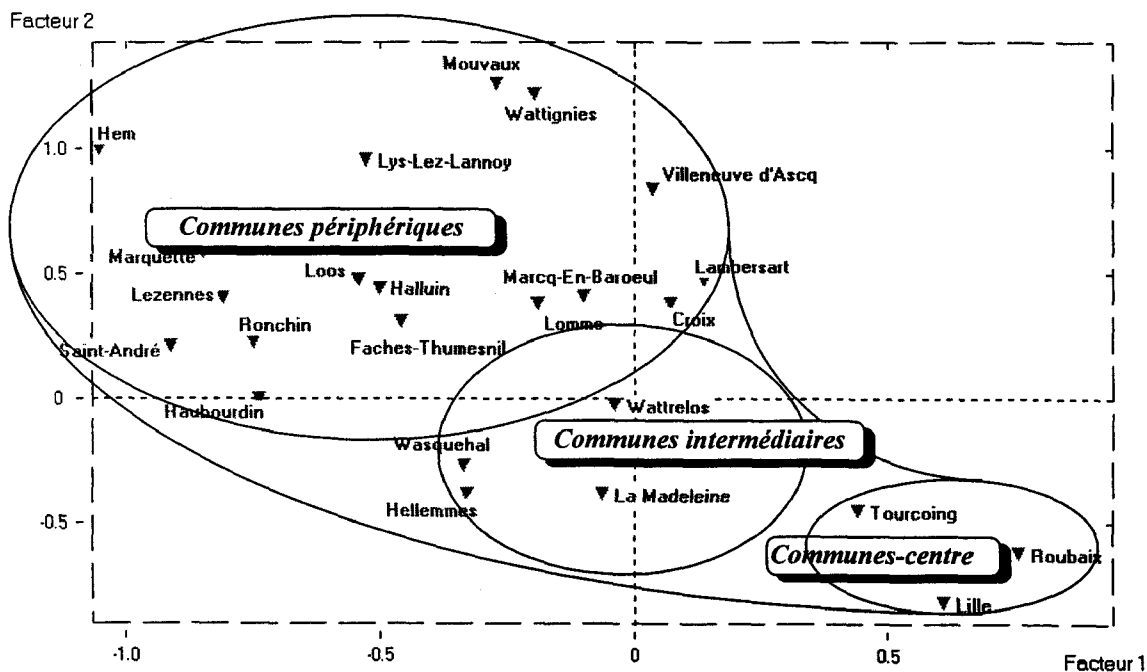 Facteur 2
Mouvaux
Wattignies
Hem
1.0
Lys-Lez-Lannoy
Villeneuve d'Ascq
Communes périphériques
Marquette
0.5
Loos
Halluin
Marcq-En-Baroeul
Lambersart
Lezennes
Ronchin
Lomme
Croix
Saint-André
Faches-Thumesnil
0
Haubourdin
Wattrelos
Wasquehal
Communes intermédiaires
Hellemmes
La Madeleine
-0.5
Tourcoing
Communes-centre
Roubaix
Lille
-1.0
-0.5
0
0.5
Facteur 1